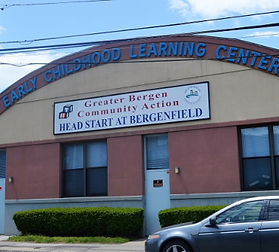 EARLY CHILDHOOD LEARNING CENTER
Greater Bergen
Community Action
HEAD START AT BERGENFIELD